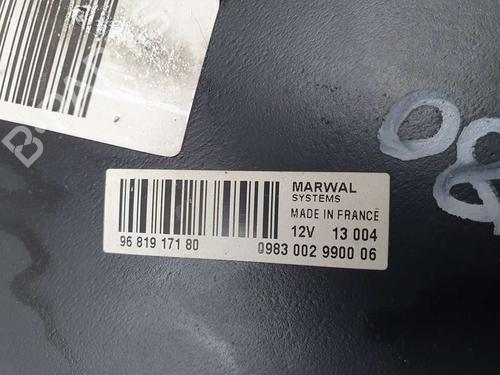 MARWAL
SYSTEMS
MADE IN FRANCE
12V 13 004
96 819 171 80 0983 002 9900 06